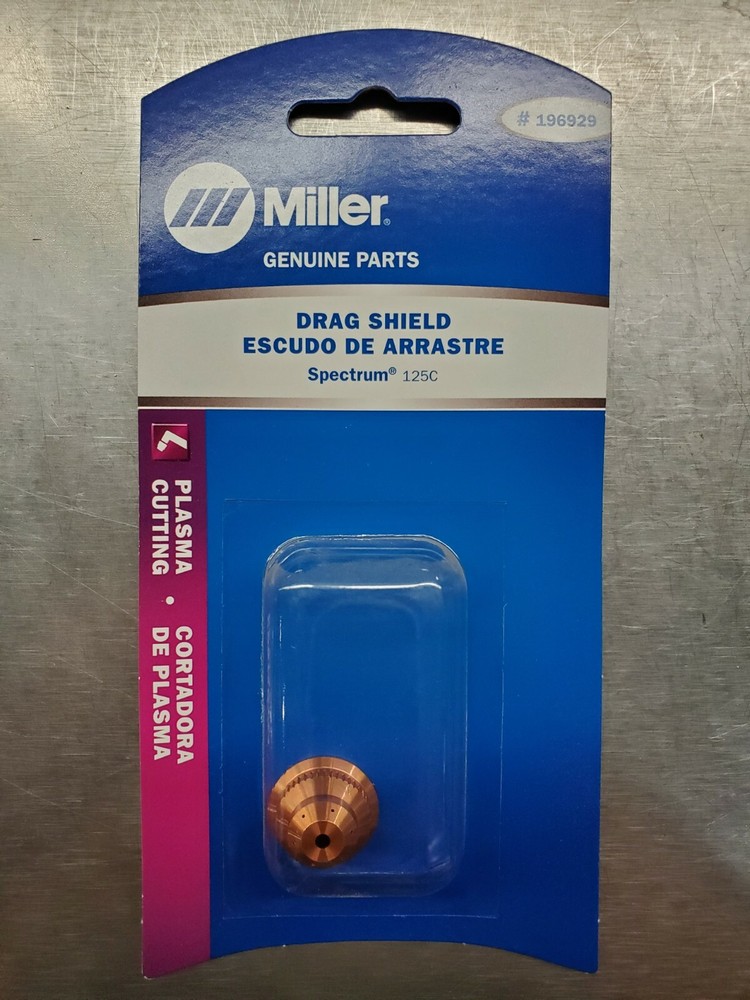 # 196929
Miller®
GENUINE PARTS
DRAG SHIELD
ESCUDO DE ARRASTRE
Spectrum® 125C
PLASMA
CUTTING
•
CORTADORA
DE PLASMA